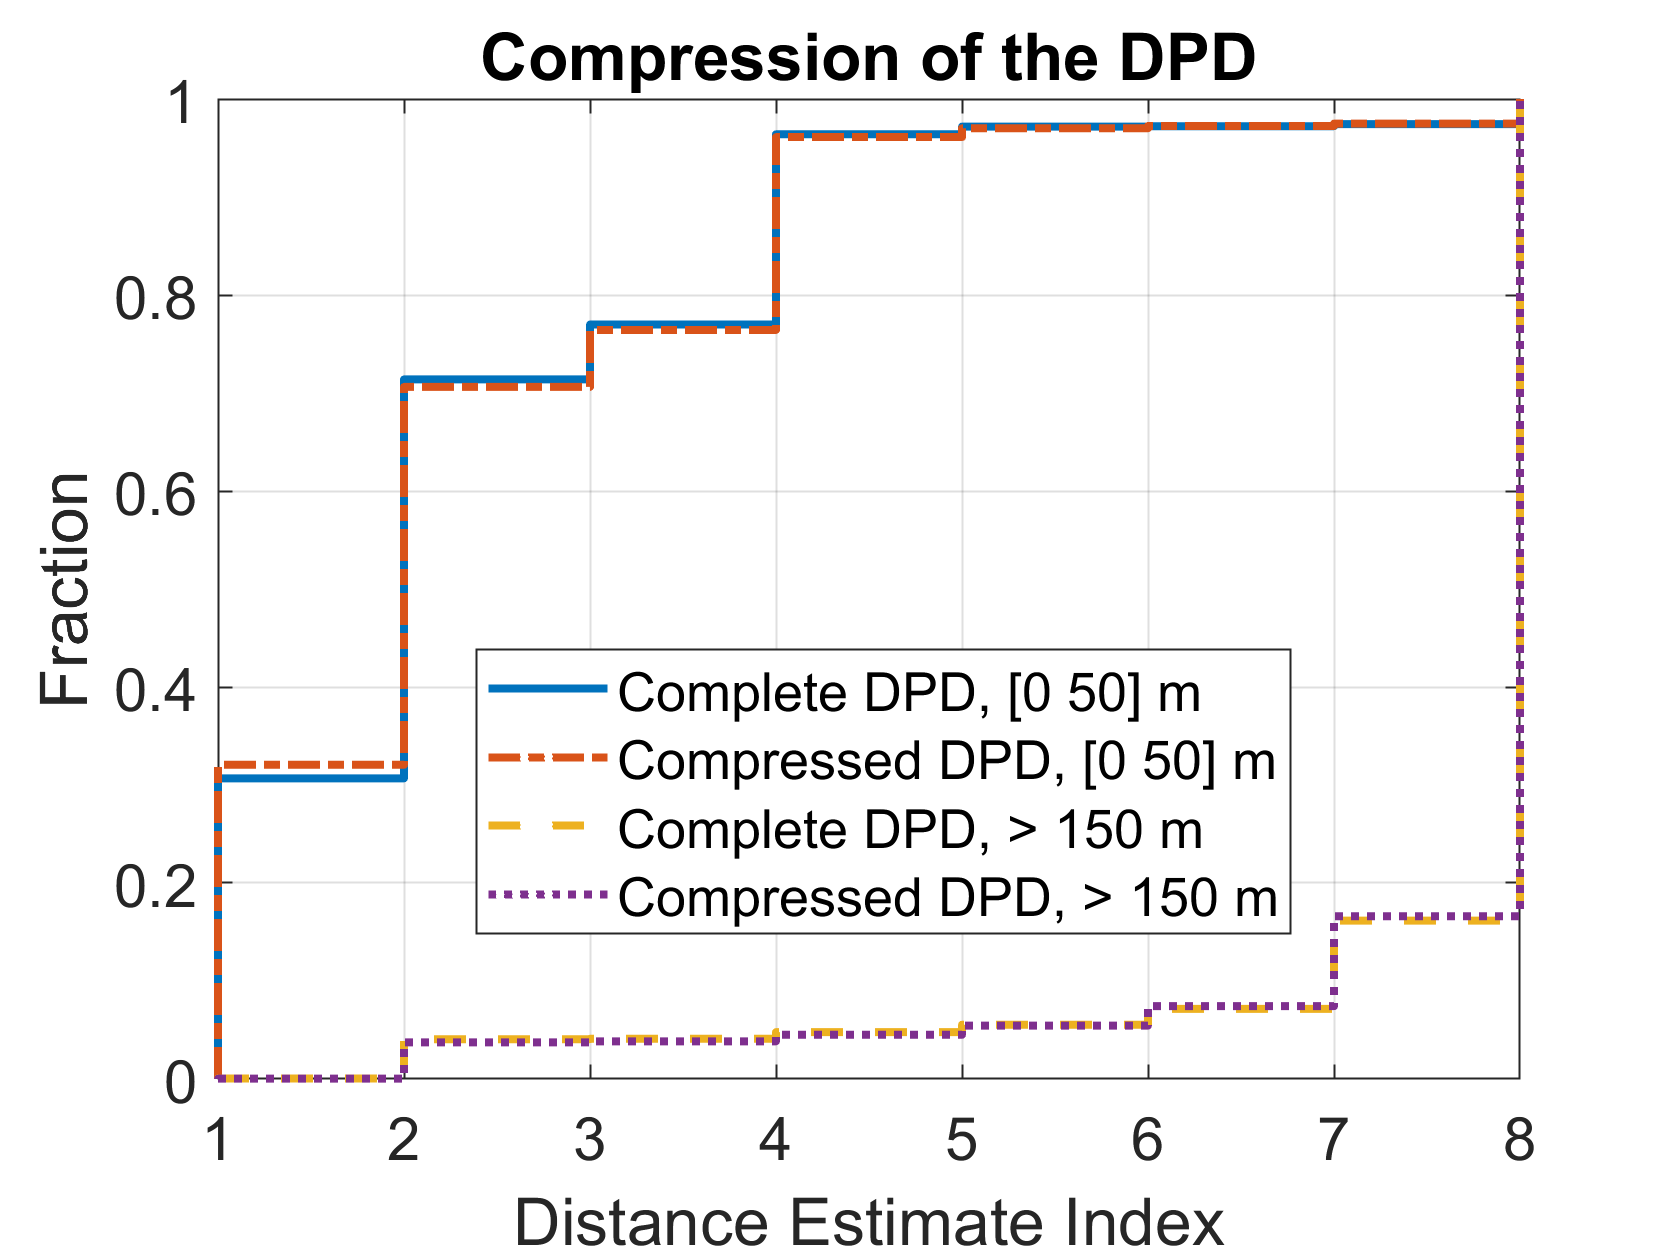 Compression of the DPD
1
0.8
0.6
0.4
0.2
0
Fraction
Complete DPD, [0 50] m
Compressed DPD, [0 50] m
Complete DPD, > 150 m
Compressed DPD, > 150 m
1 2 3 4 5 6 7 8
Distance Estimate Index